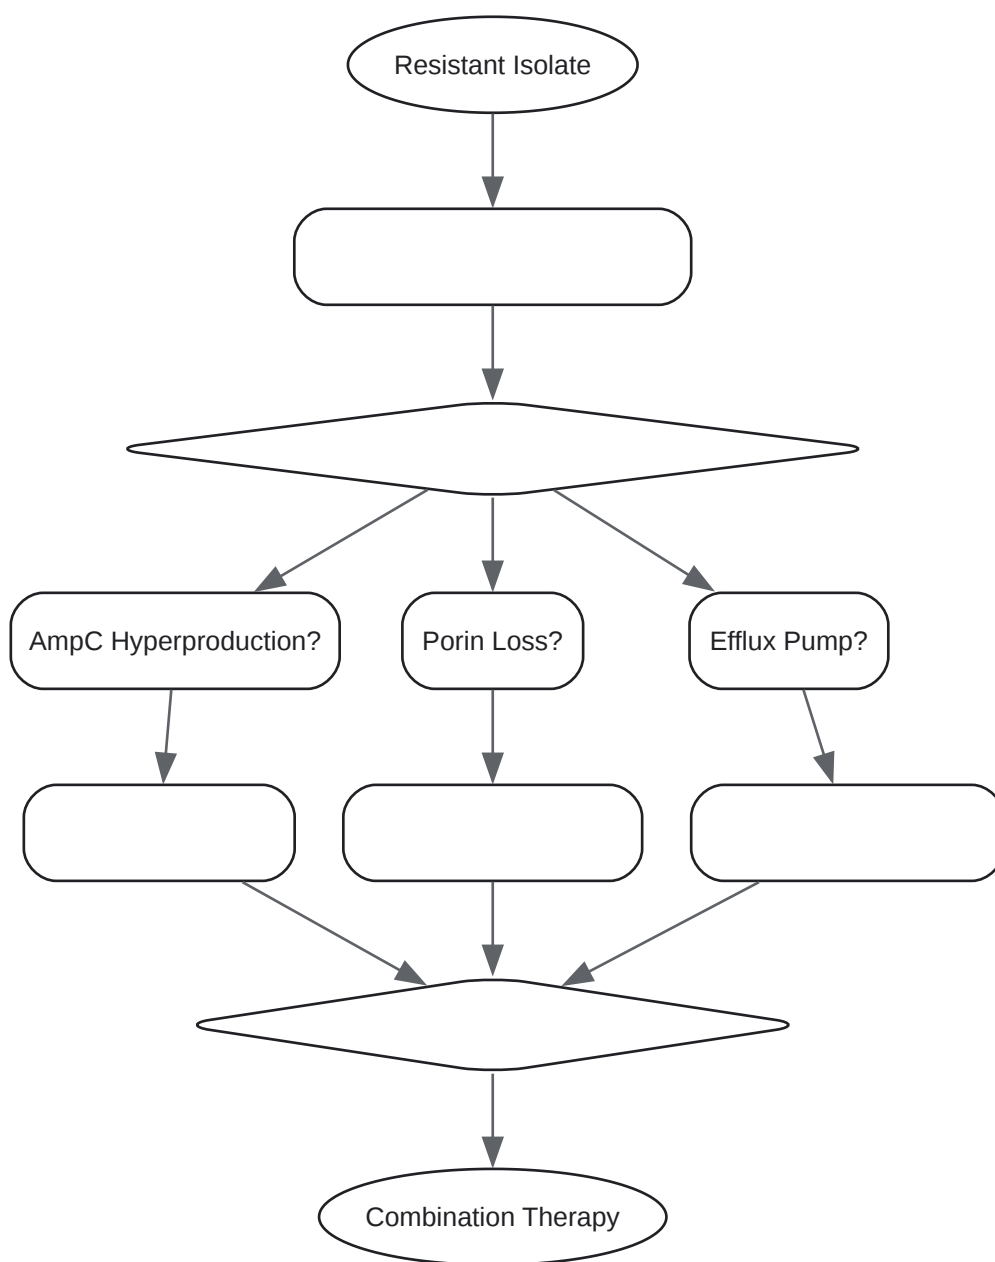 Resistant Isolate
AmpC Hyperproduction?
Porin Loss?
Efflux Pump?
Combination Therapy